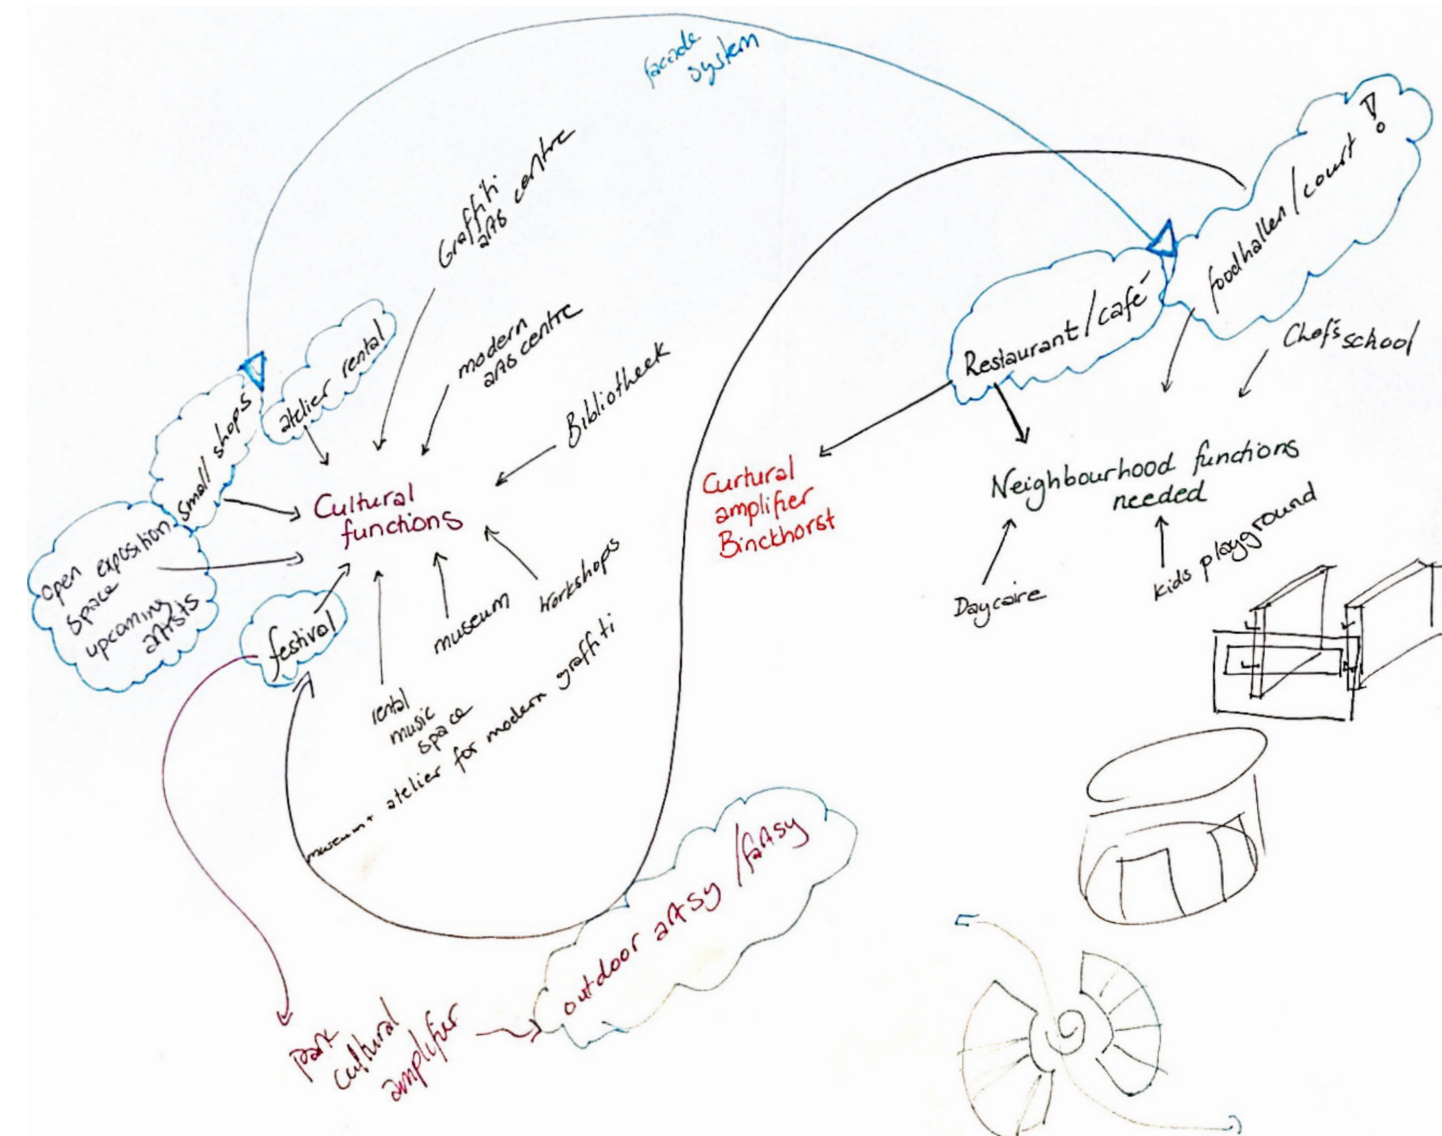 facade
system
Graffiti
arts centre
foodhallen/court !
modern
arts centre
atelier rental
Restaurant/café
Chefs school
Bibliotheek
small shops
Cultural
functions
Curtural
amplifier
Binckhorst
Neighbourhood functions
needed
open exposition
space
upcoming
artists
festival
museum
Workshops
Daycare
kids playground
rental
music
space
museum + atelier for modern graffiti
outdoor artsy /fartsy
park
cultural
amplifier